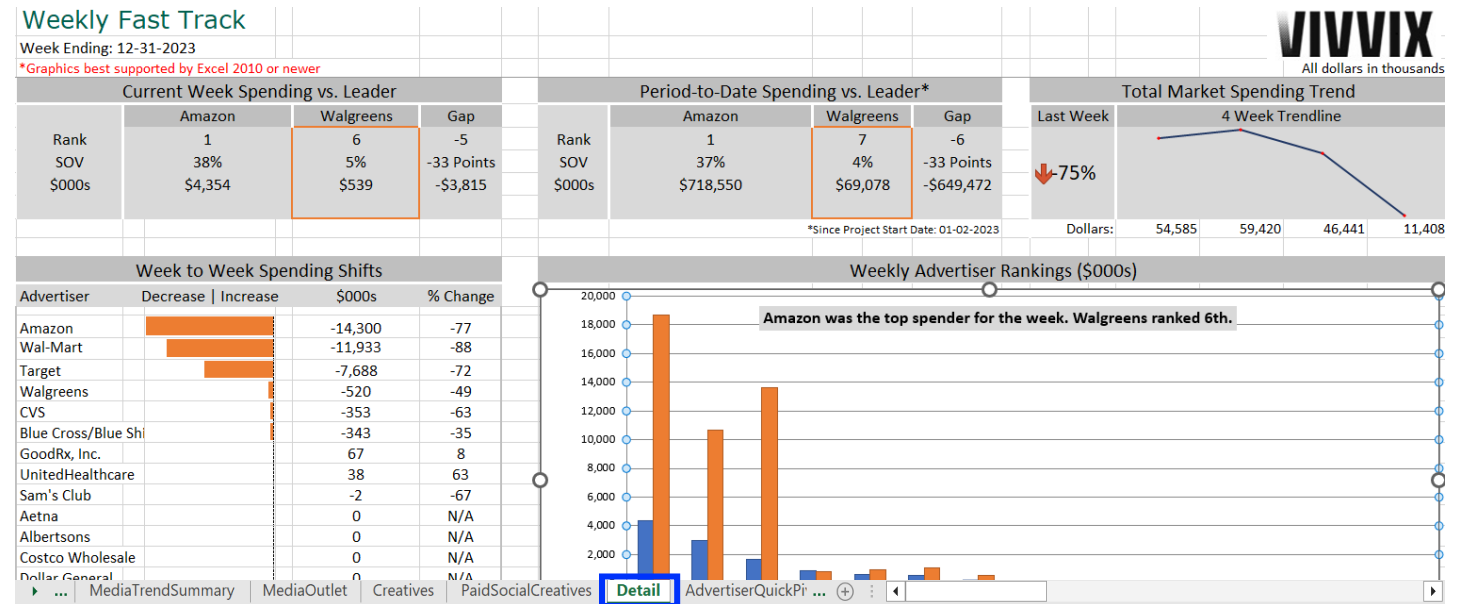 Weekly Fast Track
VIVVIX
Week Ending: 12-31-2023
*Graphics best supported by Excel 2010 or newer
All dollars in thousands
Current Week Spending vs. Leader
Amazon Walgreens Gap
Rank 1 6 -5
SOV 38% 5% -33 Points
$000s $4,354 $539 -$3,815
Period-to-Date Spending vs. Leader*
Amazon Walgreens Gap
Rank 1 7 -6
SOV 37% 4% -33 Points
$000s $718,550 $69,078 -$649,472
*Since Project Start Date: 01-02-2023
Total Market Spending Trend
Last Week 4 Week Trendline
-75%
Dollars: 54,585 59,420 46,441 11,408
Week to Week Spending Shifts
Advertiser Decrease | Increase $000s % Change
Amazon -14,300 -77
Wal-Mart -11,933 -88
Target -7,688 -72
Walgreens -520 -49
CVS -353 -63
Blue Cross/Blue Shi -343 -35
GoodRx, Inc. 67 8
UnitedHealthcare 38 63
Sam's Club -2 -67
Aetna 0 N/A
Albertsons 0 N/A
Costco Wholesale 0 N/A
Dollar General 0 N/A
Weekly Advertiser Rankings ($000s)
Amazon was the top spender for the week. Walgreens ranked 6th.
20,000
18,000
16,000
14,000
12,000
10,000
8,000
6,000
4,000
2,000
... MediaTrendSummary MediaOutlet Creatives PaidSocialCreatives Detail AdvertiserQuickPi ...